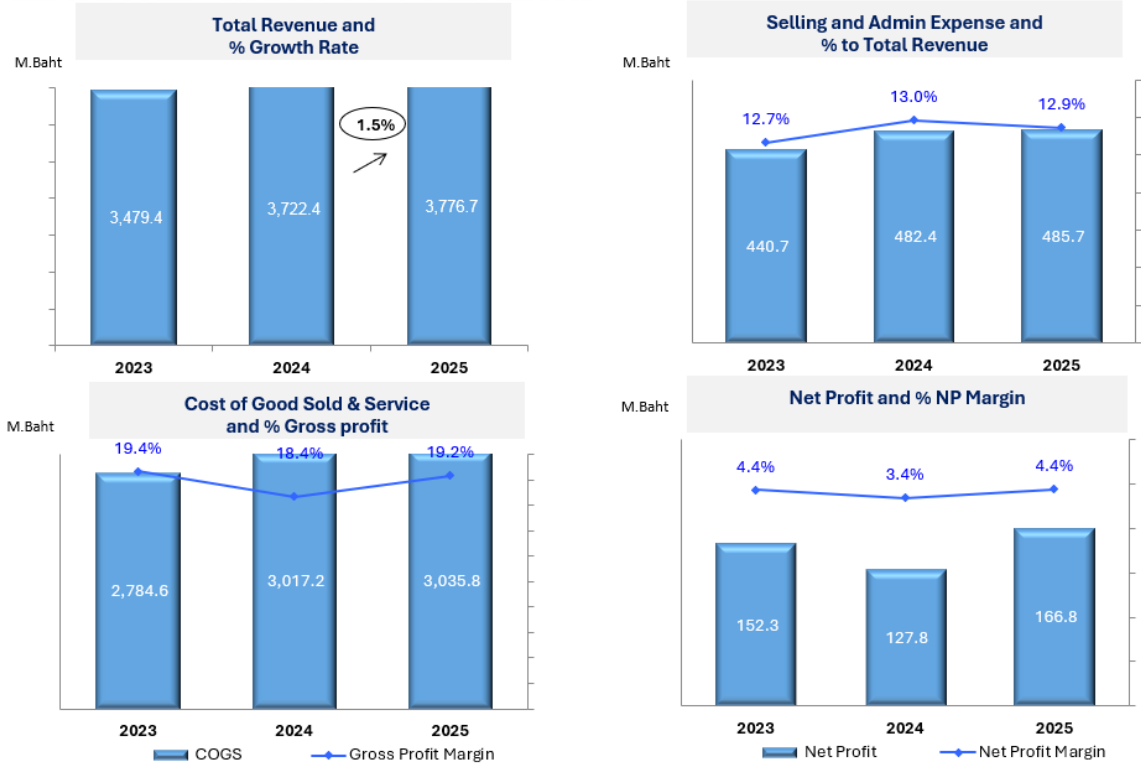 Total Revenue and
% Growth Rate
M.Baht
1.5%
3,479.4
3,722.4
3,776.7
2023
2024
2025
Selling and Admin Expense and
% to Total Revenue
M.Baht
12.7%
13.0%
12.9%
440.7
482.4
485.7
2023
2024
2025
Cost of Good Sold & Service
and % Gross profit
M.Baht
19.4%
18.4%
19.2%
2,784.6
3,017.2
3,035.8
2023
2024
2025
COGS
Gross Profit Margin
Net Profit and % NP Margin
M.Baht
4.4%
3.4%
4.4%
152.3
127.8
166.8
2023
2024
2025
Net Profit
Net Profit Margin